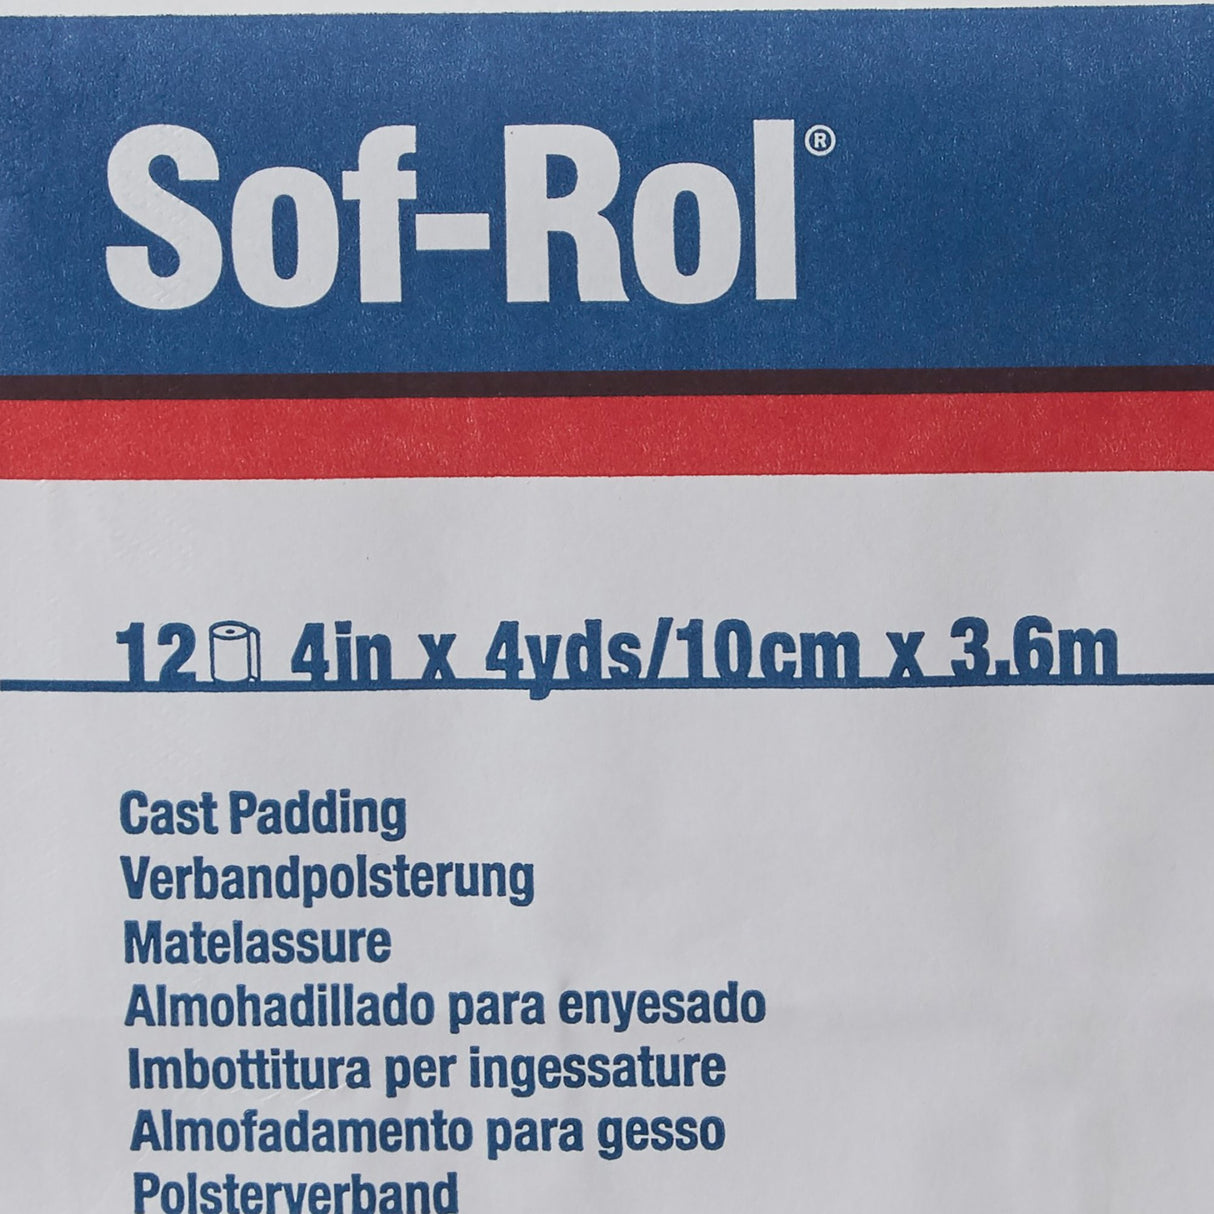 Sof-Rol®
12 4in x 4yds/10cm x 3.6m
Cast Padding
Verbandpolsterung
Matelassure
Almohadillado para enyesado
Imbottitura per ingessature
Almofadamento para gesso
Polsterverband